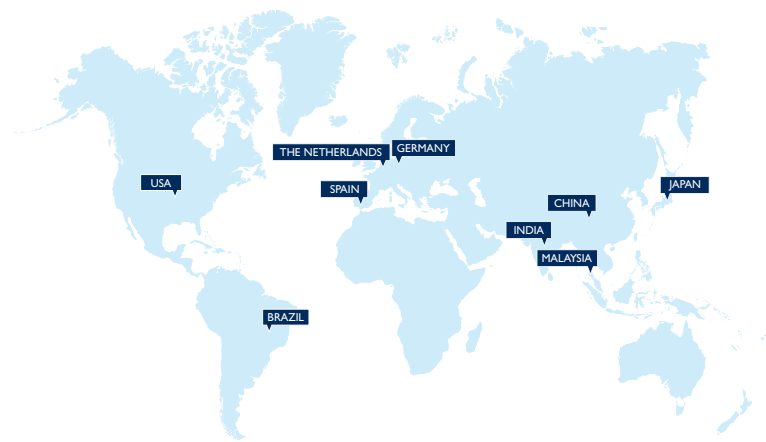 GERMANY
THE NETHERLANDS
USA
SPAIN
JAPAN
CHINA
INDIA
MALAYSIA
BRAZIL